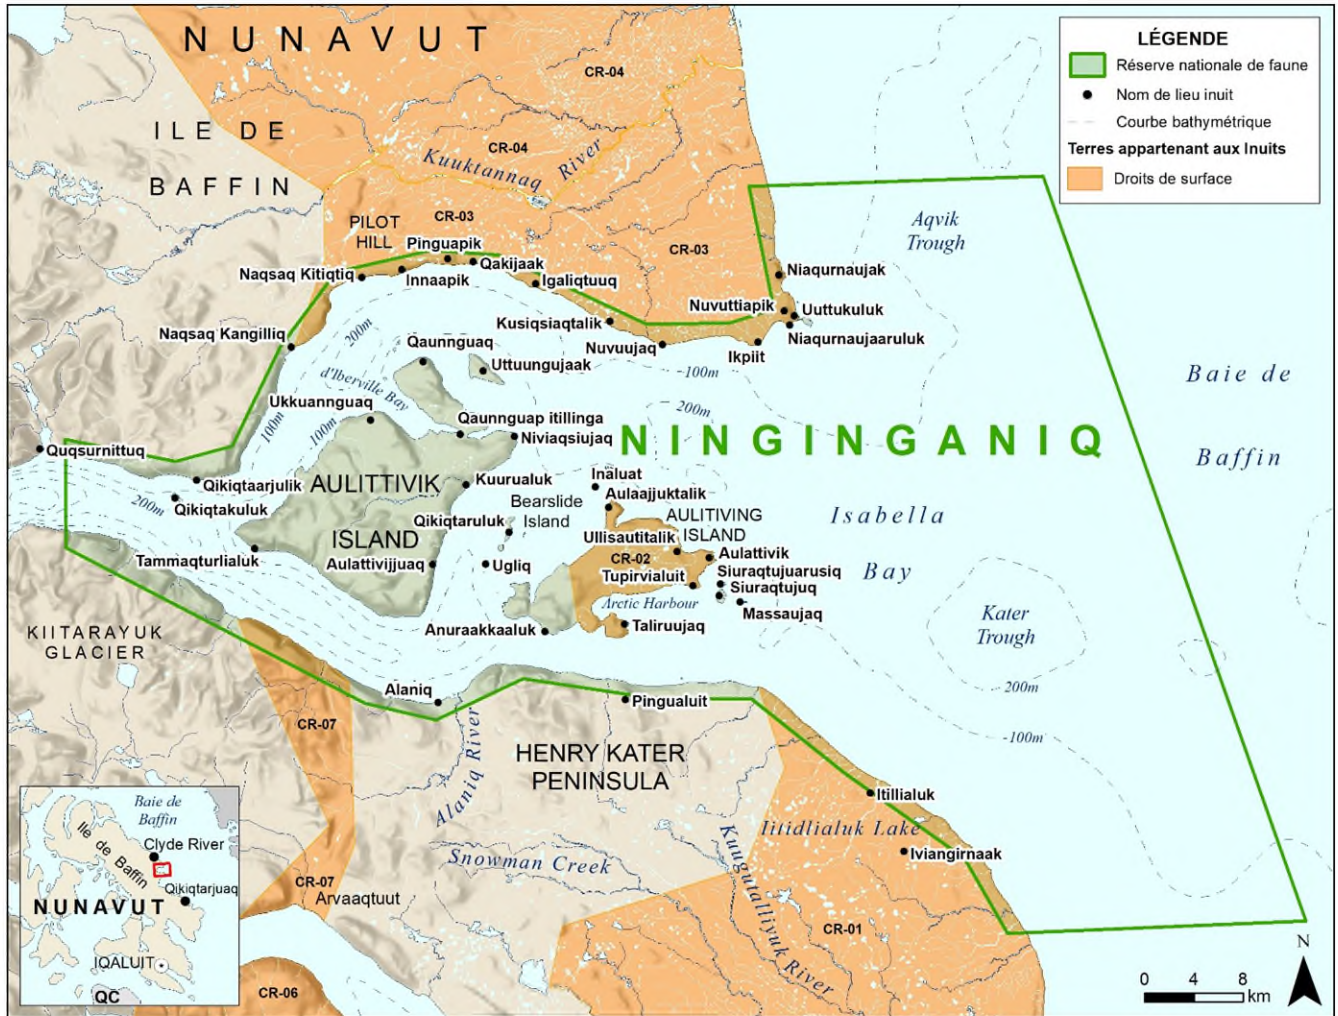 NUNAVUT
LÉGENDE
Réserve nationale de faune
Nom de lieu inuit
Courbe bathymétrique
Terres appartenant aux Inuits
Droits de surface
CR-04
ILE DE
BAFFIN
CR-04
Kuuktannaq
River
PILOT
HILL
CR-03
CR-03
Aqvik
Trough
Pinguapik
Naqsaq Kitiqtiq
Innaapik
Qakijaak
Igaliqtuuq
Niaqurnaujak
Nuvuttiapik
Uuttukuluk
Niaqurnaujaaruluk
Naqsaq Kangilliq
200m
Kusiqsiaqtalik
Nuvuujaq
Ikpiit
Qaunnguaq
Uttuungujaak
100m
d'Iberville Bay
Baie de
Baffin
Ukkuannguaq
200m
100m
100m
Qaunnguap itillinga
Niviaqsiujaq
NINGINGANIQ
Quqsurnittuq
Qikiqtaarjulik
Qikiqtakuluk
200m
AULITTIVIK
ISLAND
Kuurualuk
Inaluat
Aulaajjuktalik
Bearslide
Island
Qikiqtaruluk
AULITIVING
ISLAND
Isabella
Bay
Ullisautitalik
Tammaqturlialuk
Aulattivijjuaq
Ugliq
CR-02
Aulattivik
Siuraqtujuarusiq
Tupirvialuit
Siuraqtujuq
Arctic Harbour
Massaujaq
Kater
Trough
Anuraakkaaluk
Taliruujaq
KIITARAYUK
GLACIER
200m
Alaniq
Pingualuit
100m
CR-07
Alaniq River
HENRY KATER
PENINSULA
Itillialuk
Iitidlialuk Lake
Iviangirnaak
Snowman Creek
Kuugutalliyuk River
CR-07
Arvaaqtuut
CR-01
CR-06
Baie de
Baffin
Ile de Baffin
Clyde River
Qikiqtarjuaq
NUNAVUT
IQALUIT
QC
N
0 4 8
km